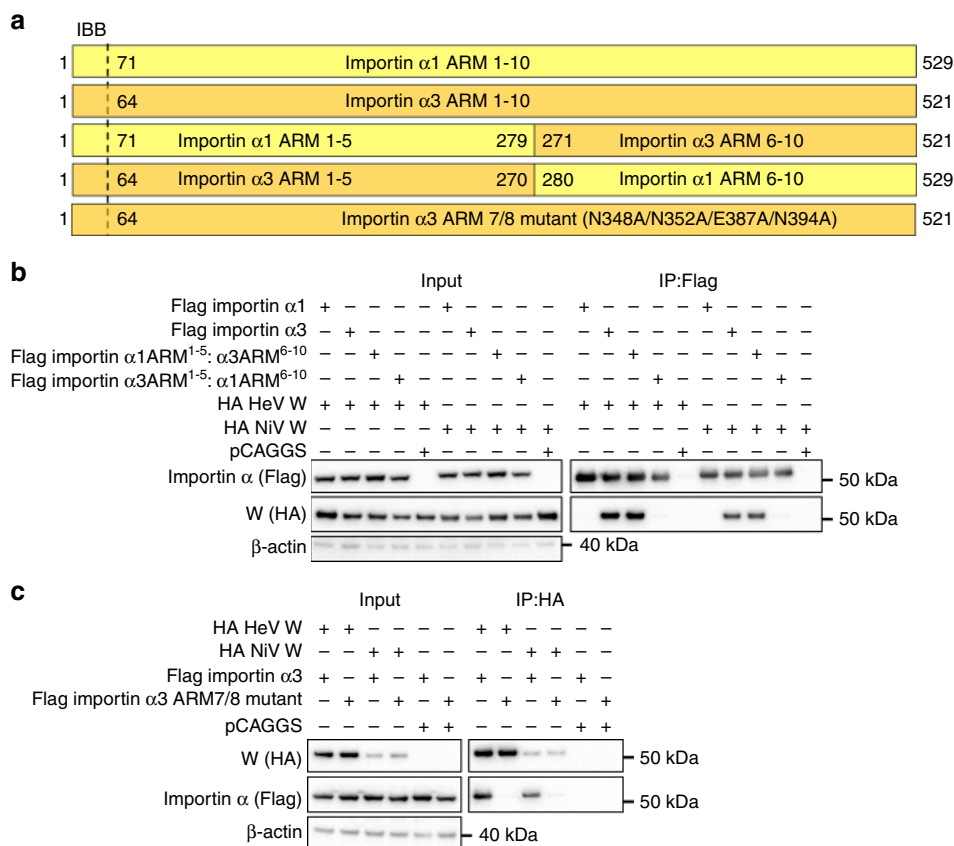 a
IBB
1 71 Importin α1 ARM 1-10 529
1 64 Importin α3 ARM 1-10 521
1 71 Importin α1 ARM 1-5 279 271 Importin α3 ARM 6-10 521
1 64 Importin α3 ARM 1-5 270 280 Importin α1 ARM 6-10 529
1 64 Importin α3 ARM 7/8 mutant (N348A/N352A/E387A/N394A) 521
b
Input IP:Flag
Flag importin α1 + – – – – + – – – – + – – – – + – – – –
Flag importin α3 – + – – – – + – – – – + – – – – + – – –
Flag importin α1ARM1-5: α3ARM6-10 – – + – – – – + – – – – + – – – – + – –
Flag importin α3ARM1-5: α1ARM6-10 – – – + – – – – + – – – – + – – – – + –
HA HeV W + + + + + – – – – – + + + + + – – – – –
HA NiV W – – – – – + + + + + – – – – – + + + + +
pCAGGS – – – – + – – – – + – – – – + – – – – +
Importin α (Flag) 50 kDa
W (HA) 50 kDa
β-actin 40 kDa
c
Input IP:HA
HA HeV W + + – – – – + + – – – –
HA NiV W – – + + – – – – + + – –
Flag importin α3 + – + – + – + – + – + –
Flag importin α3 ARM7/8 mutant – + – + – + – + – + – +
pCAGGS – – – – + + – – – – + +
W (HA) 50 kDa
Importin α (Flag) 50 kDa
β-actin 40 kDa